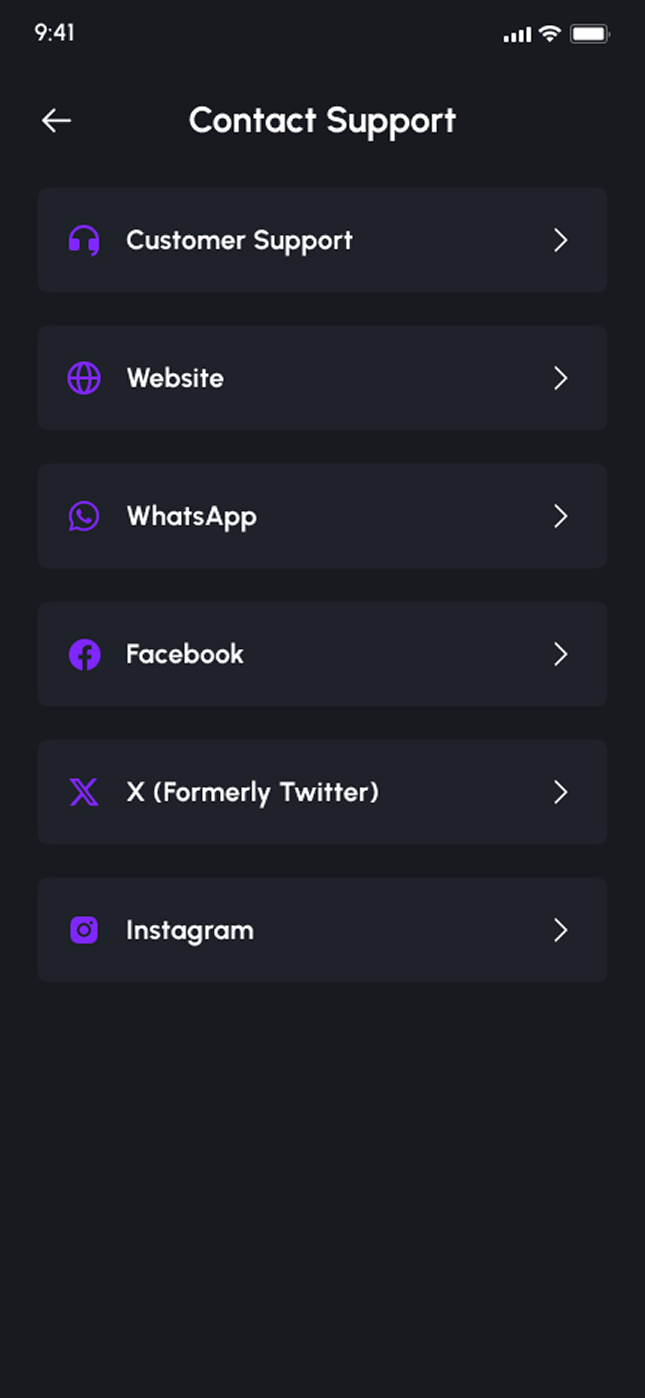 9:41
Contact Support
Customer Support
Website
WhatsApp
Facebook
X (Formerly Twitter)
Instagram